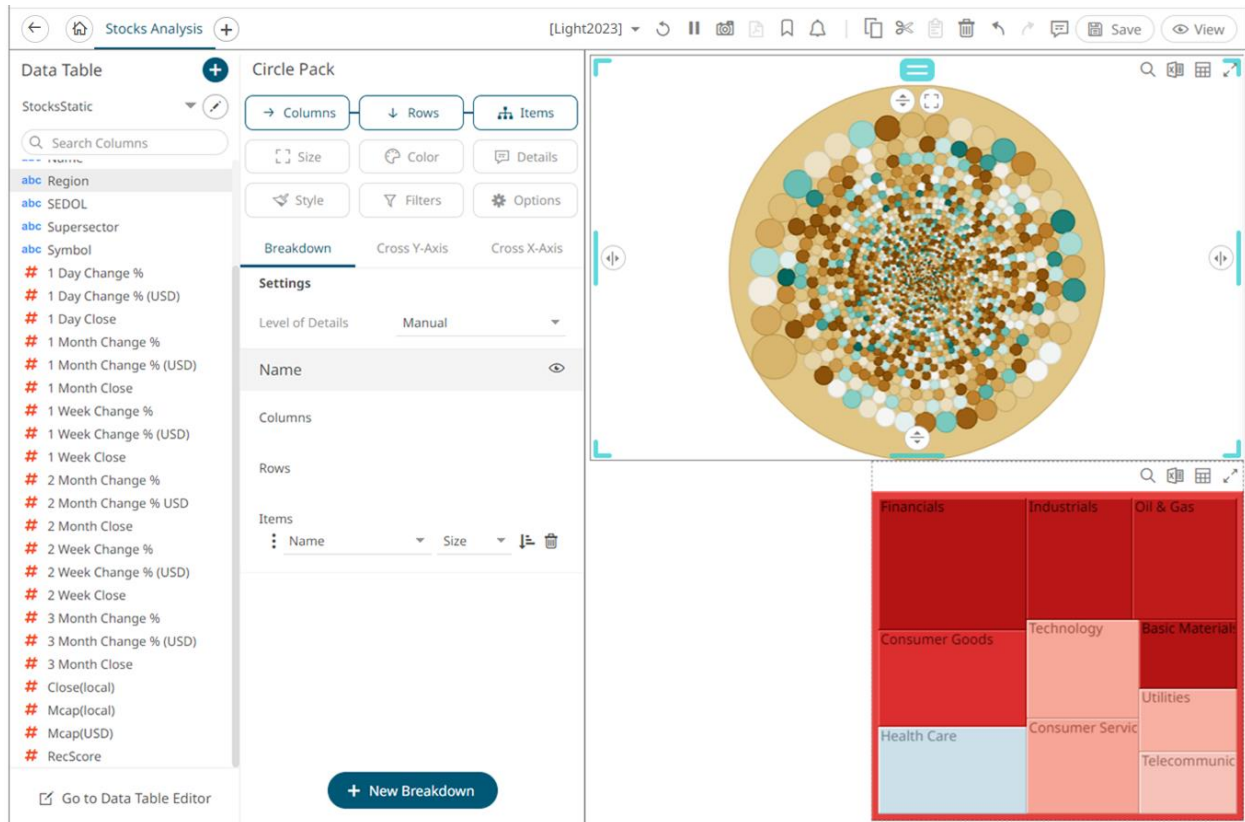 Stocks Analysis
[Light2023]
Save
View
Data Table
StocksStatic
Search Columns
abc Name
abc Region
abc SEDOL
abc Supersector
abc Symbol
# 1 Day Change %
# 1 Day Change % (USD)
# 1 Day Close
# 1 Month Change %
# 1 Month Change % (USD)
# 1 Month Close
# 1 Week Change %
# 1 Week Change % (USD)
# 1 Week Close
# 2 Month Change %
# 2 Month Change % USD
# 2 Month Close
# 2 Week Change %
# 2 Week Change % (USD)
# 2 Week Close
# 3 Month Change %
# 3 Month Change % (USD)
# 3 Month Close
# Close(local)
# Mcap(local)
# Mcap(USD)
# RecScore
Go to Data Table Editor
Circle Pack
Columns Rows Items
Size Color Details
Style Filters Options
Breakdown Cross Y-Axis Cross X-Axis
Settings
Level of Details Manual
Name
Columns
Rows
Items
Name Size
+ New Breakdown
Financials Industrials Oil & Gas
Technology Basic Materials
Consumer Goods
Utilities
Health Care Consumer Servic
Telecommunic